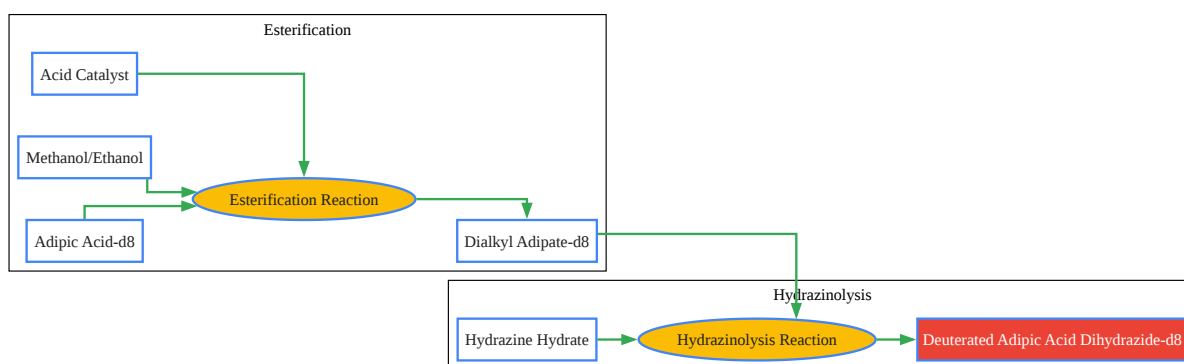 Esterification
Acid Catalyst
Methanol/Ethanol
Esterification Reaction
Adipic Acid-d8
Dialkyl Adipate-d8
Hydrazinolysis
Hydrazine Hydrate
Hydrazinolysis Reaction
Deuterated Adipic Acid Dihydrazide-d8